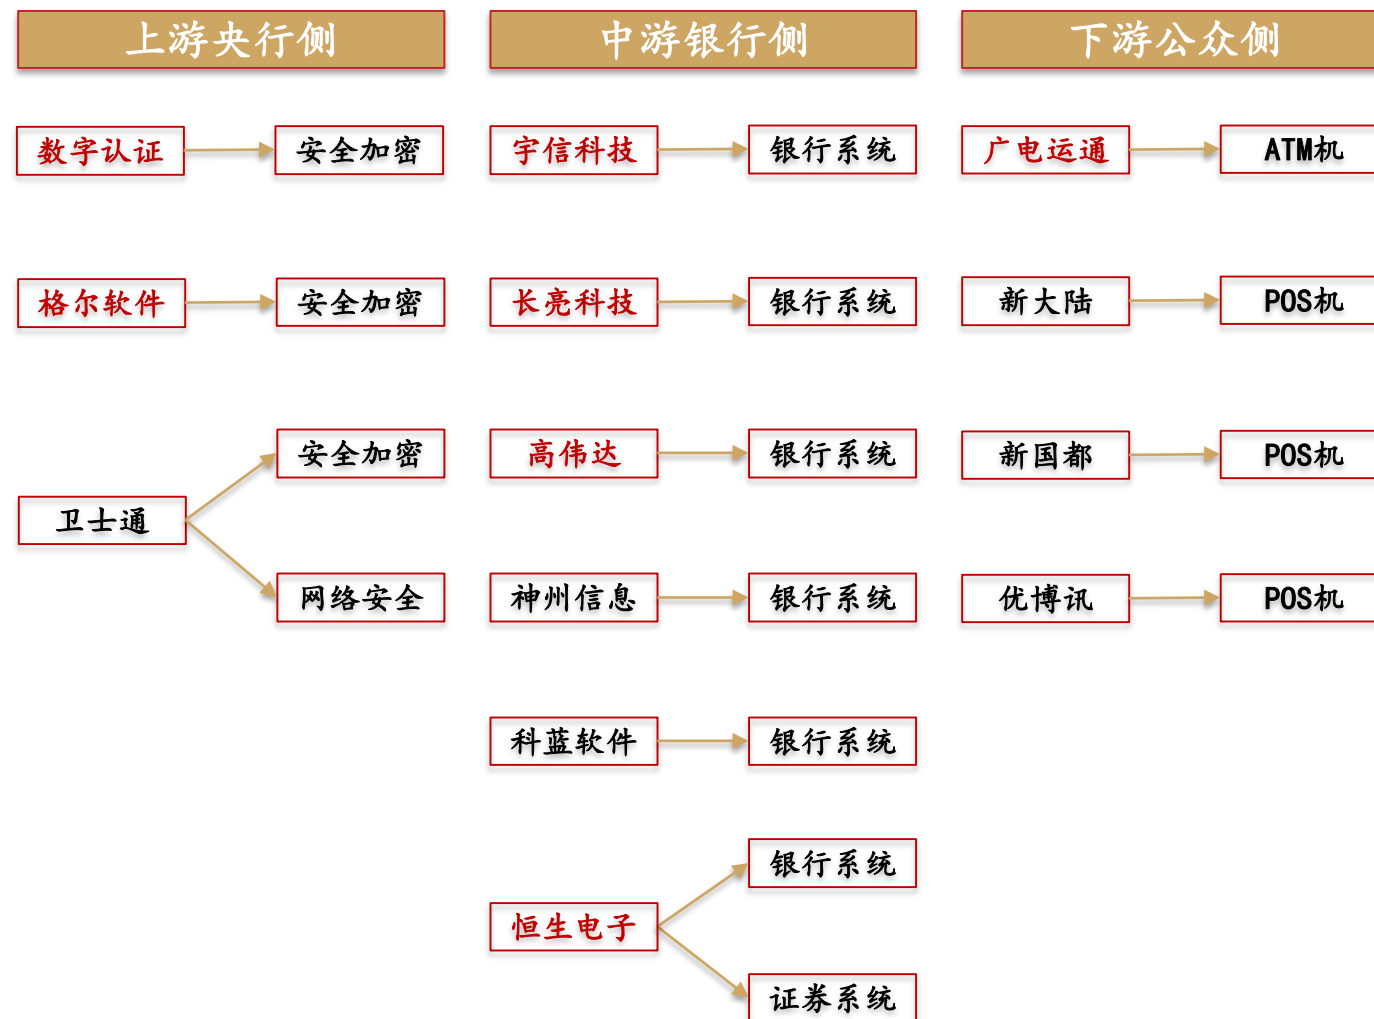 上游央行侧
中游银行侧
下游公众侧
数字认证
安全加密
宇信科技
银行系统
广电运通
ATM机
格尔软件
安全加密
长亮科技
银行系统
新大陆
POS机
卫士通
安全加密
网络安全
高伟达
银行系统
新国都
POS机
神州信息
银行系统
优博讯
POS机
科蓝软件
银行系统
恒生电子
银行系统
证券系统